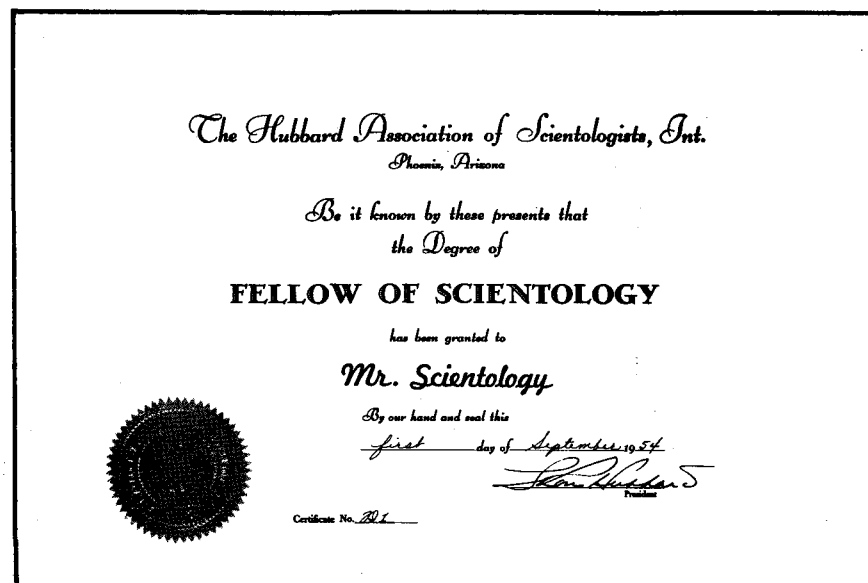 The Hubbard Association of Scientologists, Int.
Phoenix, Arizona
Be it known by these presents that
the Degree of
FELLOW OF SCIENTOLOGY
has been granted to
Mr. Scientology
By our hand and seal this
first day of September 1954
L Ron Hubbard
President
Certificate No.